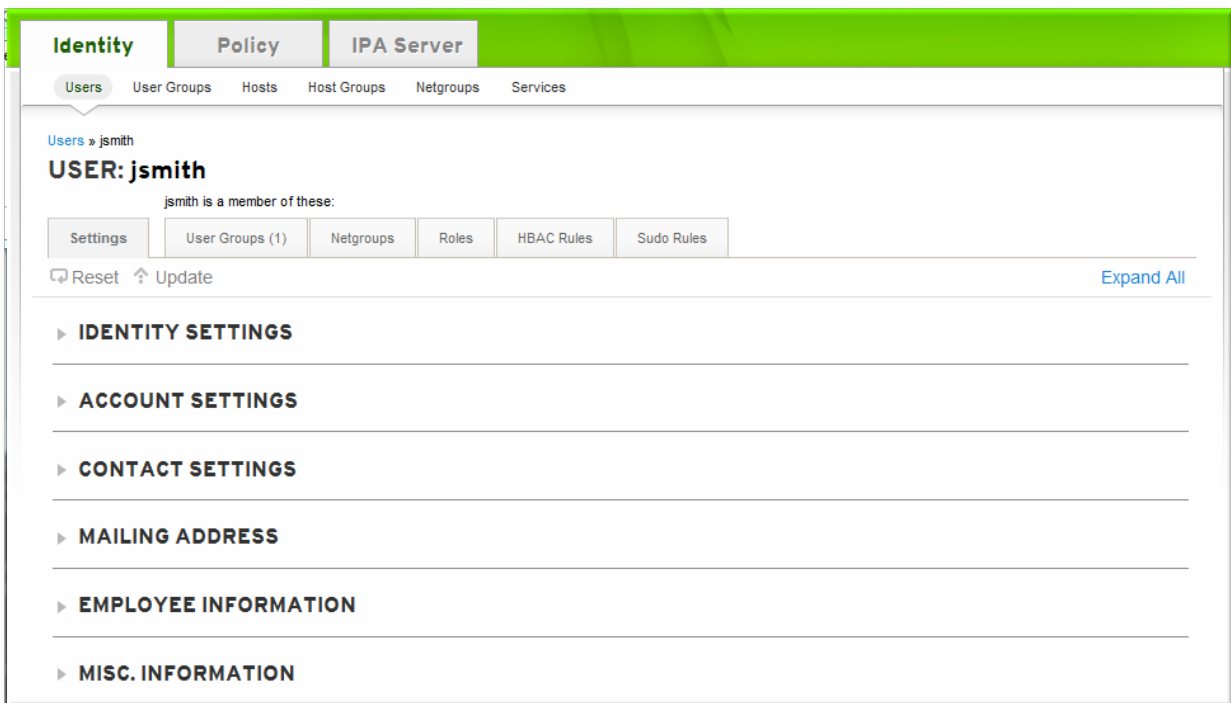 Identity Policy IPA Server
Users User Groups Hosts Host Groups Netgroups Services
Users » jsmith
USER: jsmith
jsmith is a member of these:
Settings User Groups (1) Netgroups Roles HBAC Rules Sudo Rules
Reset Update Expand All
IDENTITY SETTINGS
ACCOUNT SETTINGS
CONTACT SETTINGS
MAILING ADDRESS
EMPLOYEE INFORMATION
MISC. INFORMATION